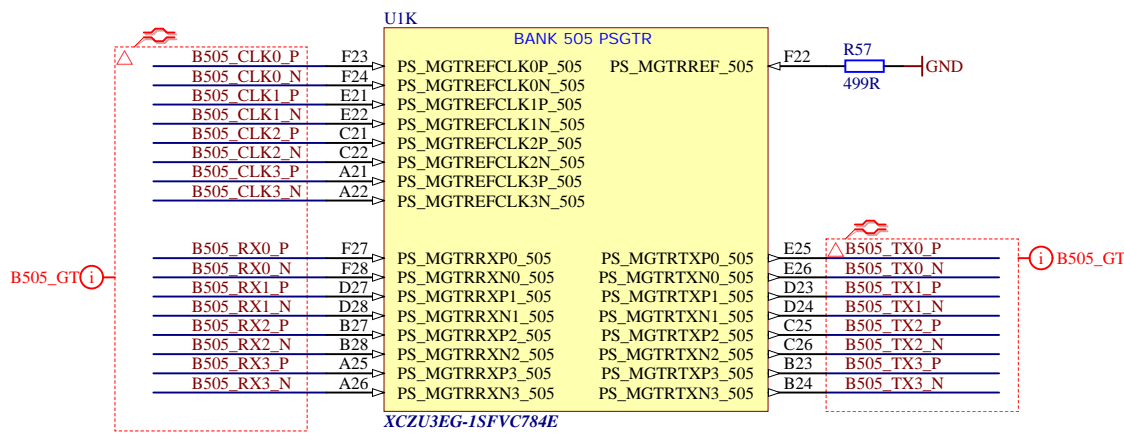 U1K
BANK 505 PSGTR
B505_CLK0_P F23 PS_MGTREFCLK0P_505 PS_MGTRREF_505 F22 R57 499R GND
B505_CLK0_N F24 PS_MGTREFCLK0N_505
B505_CLK1_P E21 PS_MGTREFCLK1P_505
B505_CLK1_N E22 PS_MGTREFCLK1N_505
B505_CLK2_P C21 PS_MGTREFCLK2P_505
B505_CLK2_N C22 PS_MGTREFCLK2N_505
B505_CLK3_P A21 PS_MGTREFCLK3P_505
B505_CLK3_N A22 PS_MGTREFCLK3N_505
B505_RX0_P F27 PS_MGTRRXP0_505 PS_MGTRTXP0_505 E25 B505_TX0_P
B505_GT i B505_RX0_N F28 PS_MGTRRXN0_505 PS_MGTRTXN0_505 E26 B505_TX0_N i B505_GT
B505_RX1_P D27 PS_MGTRRXP1_505 PS_MGTRTXP1_505 D23 B505_TX1_P
B505_RX1_N D28 PS_MGTRRXN1_505 PS_MGTRTXN1_505 D24 B505_TX1_N
B505_RX2_P B27 PS_MGTRRXP2_505 PS_MGTRTXP2_505 C25 B505_TX2_P
B505_RX2_N B28 PS_MGTRRXN2_505 PS_MGTRTXN2_505 C26 B505_TX2_N
B505_RX3_P A25 PS_MGTRRXP3_505 PS_MGTRTXP3_505 B23 B505_TX3_P
B505_RX3_N A26 PS_MGTRRXN3_505 PS_MGTRTXN3_505 B24 B505_TX3_N
XCZU3EG-1SFVC784E